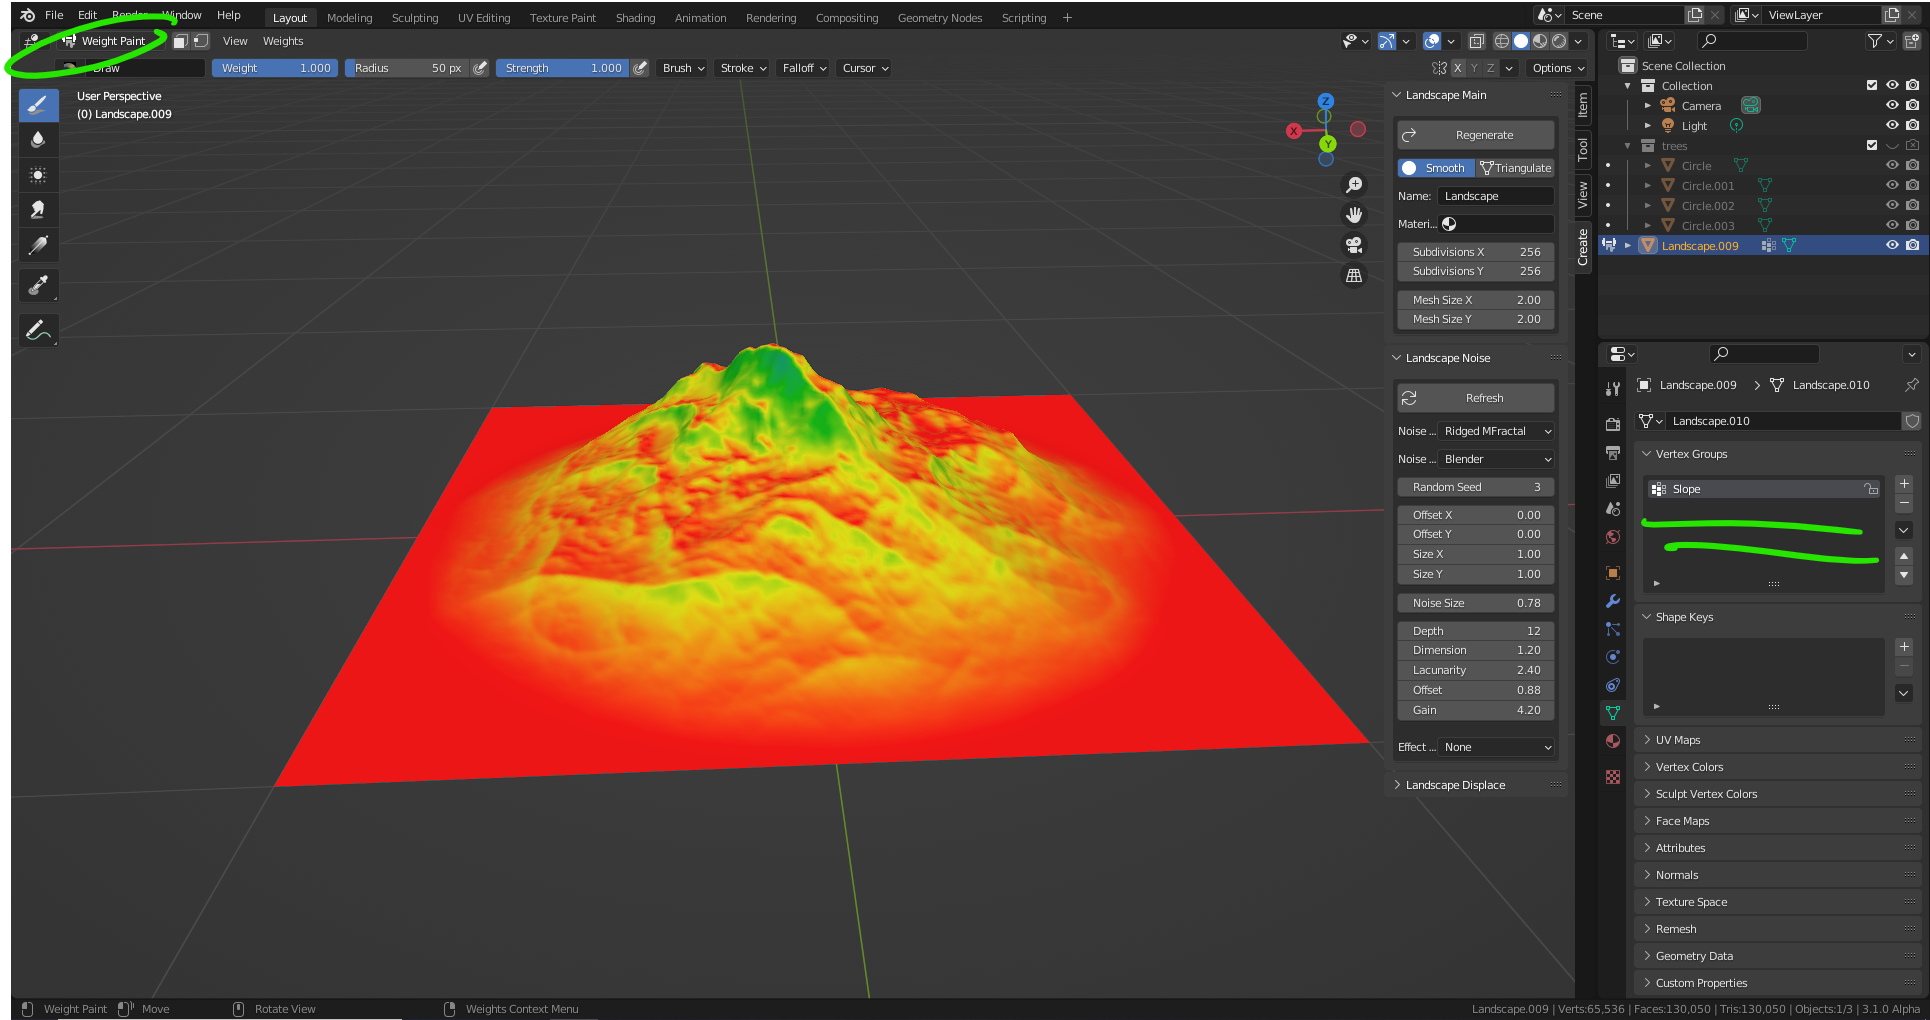 File Edit Render Window Help Layout Modeling Sculpting UV Editing Texture Paint Shading Animation Rendering Compositing Geometry Nodes Scripting + Scene ViewLayer
Weight Paint View Weights
Draw Weight 1.000 Radius 50 px Strength 1.000 Brush Stroke Falloff Cursor X Y Z Options
User Perspective
(0) Landscape.009
Z
X
Y
Landscape Main
Regenerate
Smooth Triangulate
Name: Landscape
Materi...
Subdivisions X 256
Subdivisions Y 256
Mesh Size X 2.00
Mesh Size Y 2.00
Landscape Noise
Refresh
Noise ... Ridged MFractal
Noise ... Blender
Random Seed 3
Offset X 0.00
Offset Y 0.00
Size X 1.00
Size Y 1.00
Noise Size 0.78
Depth 12
Dimension 1.20
Lacunarity 2.40
Offset 0.88
Gain 4.20
Effect ... None
Landscape Displace
Item
Tool
View
Create
Scene Collection
Collection
Camera
Light
trees
Circle
Circle.001
Circle.002
Circle.003
Landscape.009
Landscape.009 > Landscape.010
Landscape.010
Vertex Groups
Slope
Shape Keys
UV Maps
Vertex Colors
Sculpt Vertex Colors
Face Maps
Attributes
Normals
Texture Space
Remesh
Geometry Data
Custom Properties
Weight Paint Move Rotate View Weights Context Menu Landscape.009 | Verts:65,536 | Faces:130,050 | Tris:130,050 | Objects:1/3 | 3.1.0 Alpha